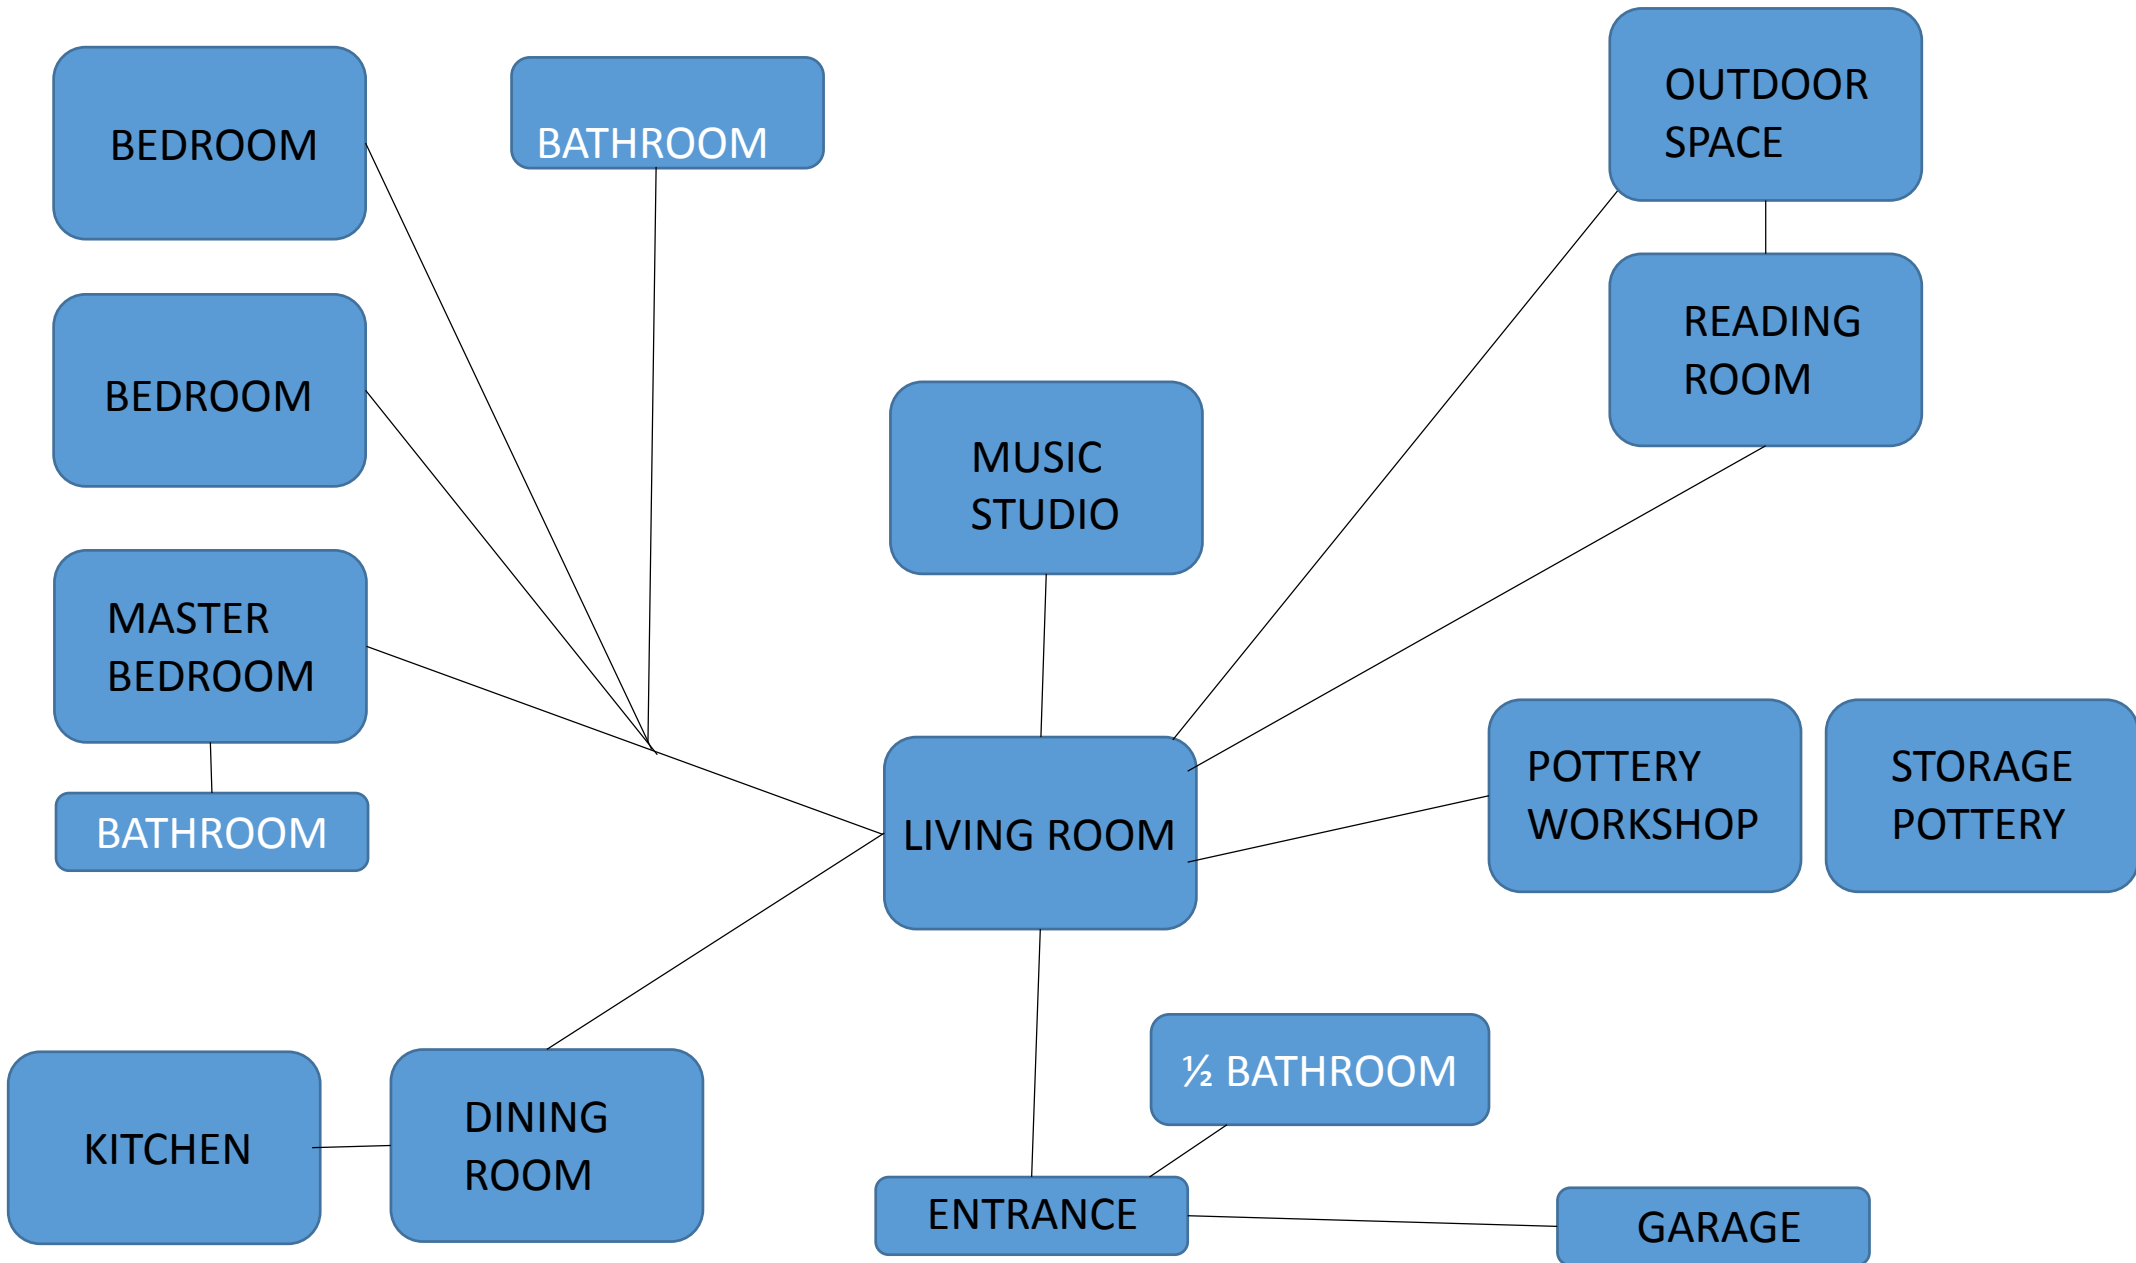 BEDROOM
BATHROOM
OUTDOOR
SPACE
BEDROOM
READING
ROOM
MUSIC
STUDIO
MASTER
BEDROOM
BATHROOM
LIVING ROOM
POTTERY
WORKSHOP
STORAGE
POTTERY
KITCHEN
DINING
ROOM
½ BATHROOM
ENTRANCE
GARAGE